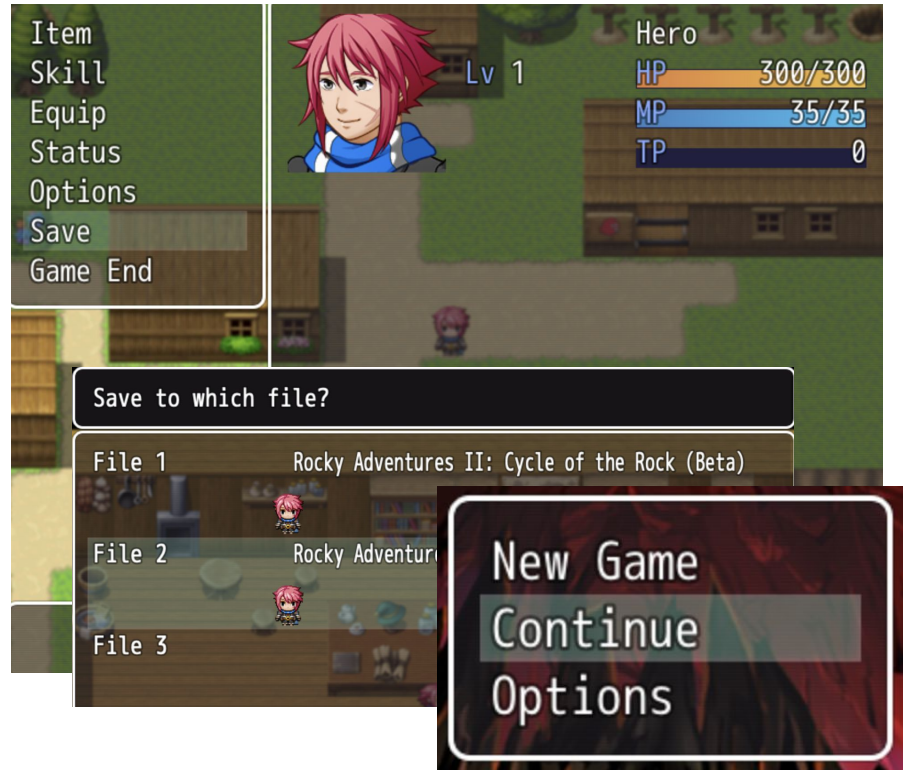 Item
Skill
Equip
Status
Options
Save
Game End
Lv 1
Hero
HP 300/300
MP 35/35
TP 0
Save to which file?
File 1 Rocky Adventures II: Cycle of the Rock (Beta)
File 2 Rocky Adventure
File 3
New Game
Continue
Options